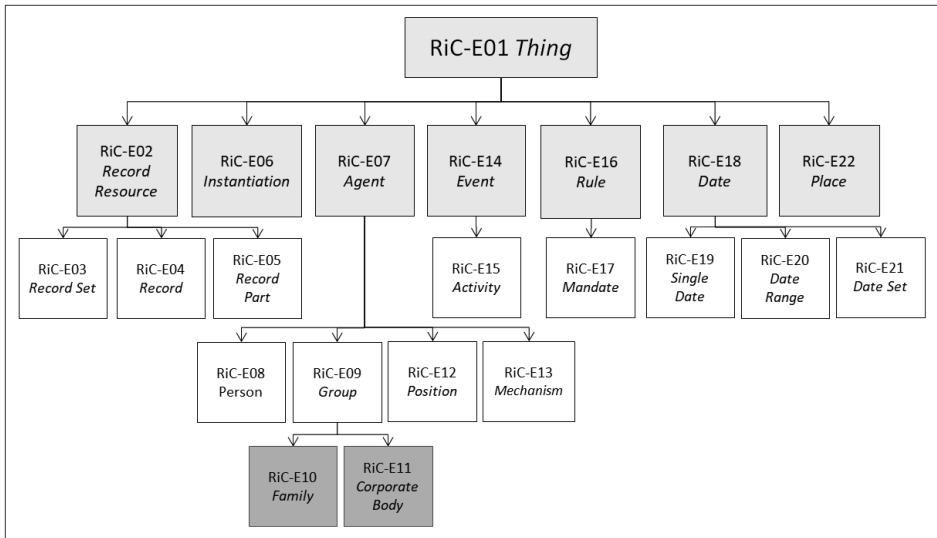 RiC-E01 Thing
RiC-E02
Record
Resource
RiC-E06
Instantiation
RiC-E07
Agent
RiC-E14
Event
RiC-E16
Rule
RiC-E18
Date
RiC-E22
Place
RiC-E03
Record Set
RiC-E04
Record
RiC-E05
Record
Part
RiC-E15
Activity
RiC-E17
Mandate
RiC-E19
Single
Date
RiC-E20
Date
Range
RiC-E21
Date Set
RiC-E08
Person
RiC-E09
Group
RiC-E12
Position
RiC-E13
Mechanism
RiC-E10
Family
RiC-E11
Corporate
Body